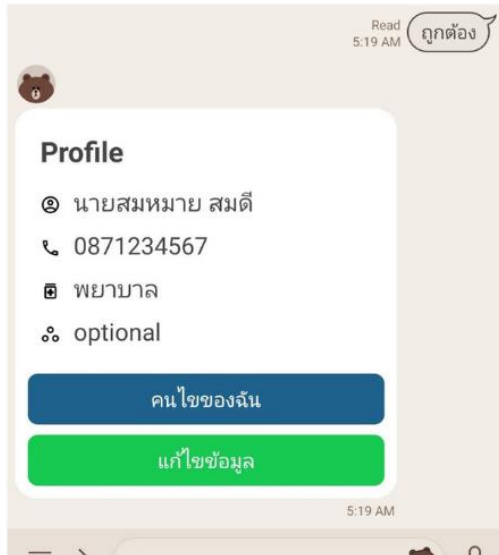 Read
5:19 AM
ถูกต้อง
Profile
นายสมหมาย สมดี
0871234567
พยาบาล
optional
คนไขของฉัน
แก้ไขข้อมูล
5:19 AM